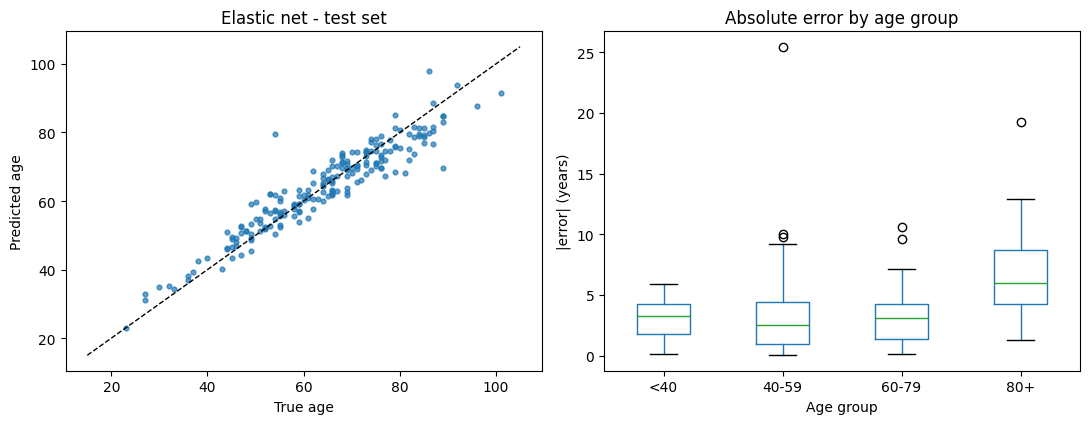 Elastic net - test set
Predicted age
100
80
60
40
20
20 40 60 80 100
True age
Absolute error by age group
|error| (years)
25
20
15
10
5
0
<40 40-59 60-79 80+
Age group